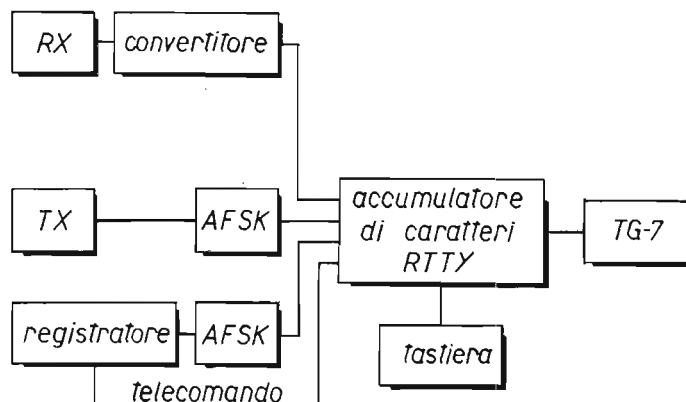 RX
convertitore
TX
AFSK
accumulatore
di caratteri
RTTY
TG-7
registratore
AFSK
tastiera
telecomando